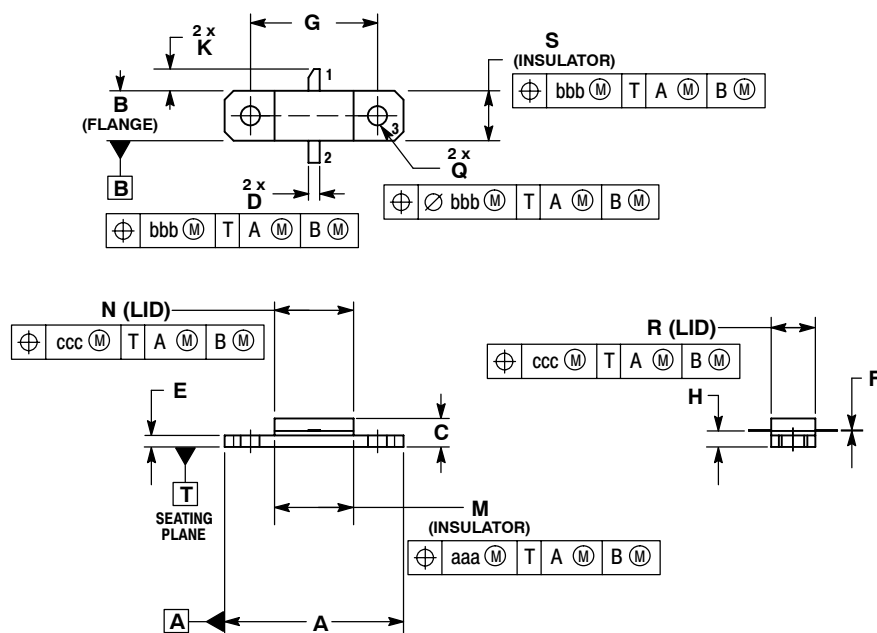 G
2 x
K
1
S
(INSULATOR)
⌖ bbb Ⓜ T A Ⓜ B Ⓜ
B
(FLANGE)
3
2
B
2 x
D
2 x
Q
⌖ ∅ bbb Ⓜ T A Ⓜ B Ⓜ
⌖ bbb Ⓜ T A Ⓜ B Ⓜ
N (LID)
⌖ ccc Ⓜ T A Ⓜ B Ⓜ
R (LID)
⌖ ccc Ⓜ T A Ⓜ B Ⓜ
E
C
H
F
T
SEATING
PLANE
M
(INSULATOR)
⌖ aaa Ⓜ T A Ⓜ B Ⓜ
A
A